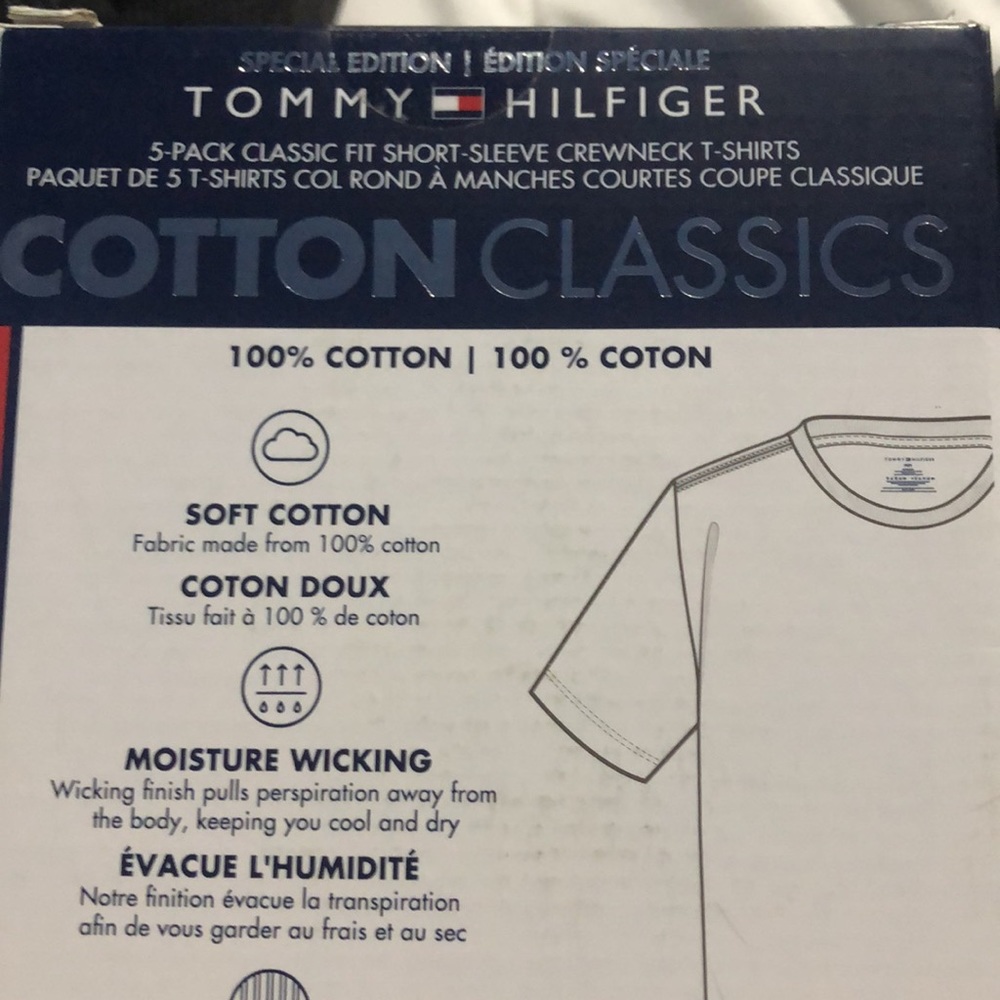 SPECIAL EDITION | ÉDITION SPÉCIALE
TOMMY HILFIGER
5-PACK CLASSIC FIT SHORT-SLEEVE CREWNECK T-SHIRTS
PAQUET DE 5 T-SHIRTS COL ROND À MANCHES COURTES COUPE CLASSIQUE
COTTON CLASSICS
100% COTTON | 100 % COTON
SOFT COTTON
Fabric made from 100% cotton
COTON DOUX
Tissu fait à 100 % de coton
MOISTURE WICKING
Wicking finish pulls perspiration away from
the body, keeping you cool and dry
ÉVACUE L'HUMIDITÉ
Notre finition évacue la transpiration
afin de vous garder au frais et au sec
TOMMY HILFIGER